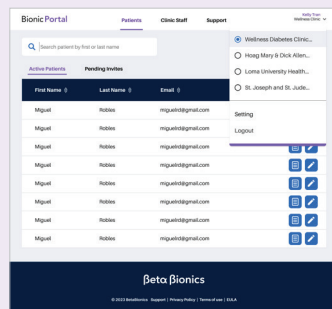 Bionic Portal
Patients
Clinic Staff
Support
Kelly Tran
Wellness Clinic
Search patient by first or last name
Wellness Diabetes Clinic...
Hoag Mary & Dick Allen...
Loma University Health...
St. Joseph and St. Jude...
Setting
Logout
Active Patients
Pending Invites
First Name
Last Name
Email
Miguel Robles miguelrd@gmail.com
Miguel Robles miguelrd@gmail.com
Miguel Robles miguelrd@gmail.com
Miguel Robles miguelrd@gmail.com
Miguel Robles miguelrd@gmail.com
Miguel Robles miguelrd@gmail.com
Miguel Robles miguelrd@gmail.com
Miguel Robles miguelrd@gmail.com
βeta βionics
© 2023 BetaBionics Support | Privacy Policy | Terms of use | EULA